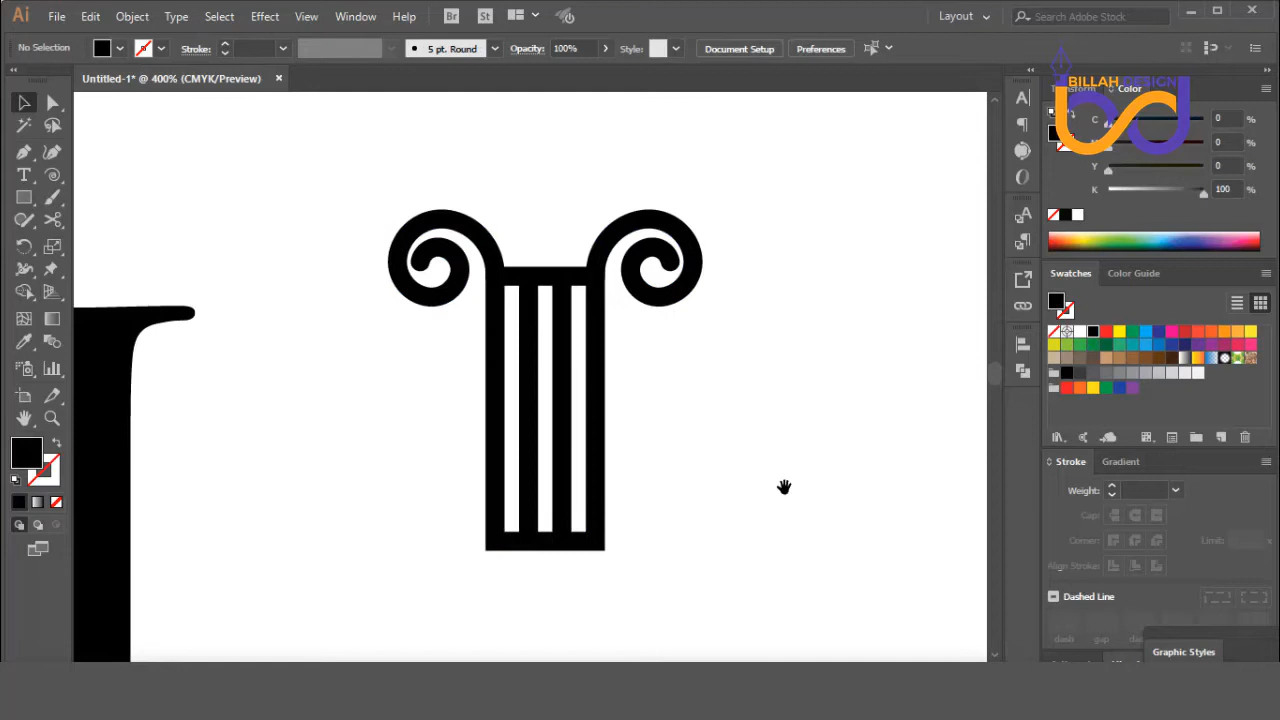 Ai File Edit Object Type Select Effect View Window Help Br St Layout Search Adobe Stock
No Selection Stroke: 5 pt. Round Opacity: 100% Style: Document Setup Preferences
Untitled-1* @ 400% (CMYK/Preview)
BILLAH DESIGN
Transform Color
C 0 %
0 %
Y 0 %
K 100 %
Swatches Color Guide
Stroke Gradient
Weight:
Cap:
Corner: Limit: x
Align Stroke:
Dashed Line
dash gap
Graphic Styles